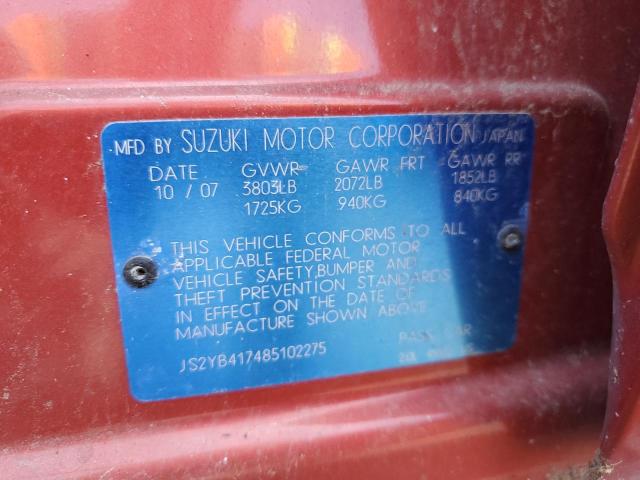 MFD BY SUZUKI MOTOR CORPORATION JAPAN
DATE GVWR GAWR FRT GAWR RR
10 / 07 3803LB 2072LB 1852LB
1725KG 940KG 840KG
THIS VEHICLE CONFORMS TO ALL
APPLICABLE FEDERAL MOTOR
VEHICLE SAFETY,BUMPER AND
THEFT PREVENTION STANDARDS
IN EFFECT ON THE DATE OF
MANUFACTURE SHOWN ABOVE
JS2YB417485102275 PASS CAR